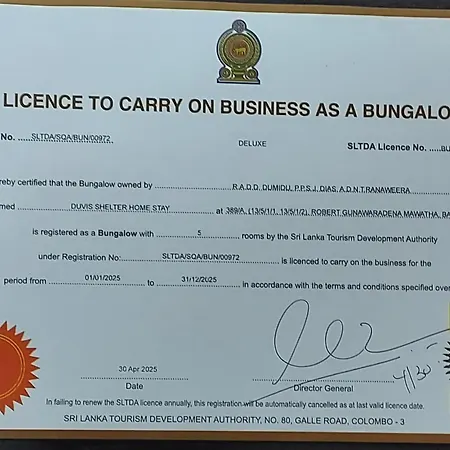 LICENCE TO CARRY ON BUSINESS AS A BUNGALO
No. ......SLTDA/SQA/BUN/00972.
DELUXE
SLTDA Licence No. ....BU
reby certified that the Bungalow owned by ............ R.A.D.D. DUMIDU, P.P.S.J. DIAS, A.D.N.T.RANAWEERA
med ............ DUVIS SHELTER HOME STAY ............ at 389/A, (13/5/1/1, 13/5/1/2), ROBERT GUNAWARADENA MAWATHA, BA
is registered as a Bungalow with ............ 5 ............ rooms by the Sri Lanka Tourism Development Authority
under Registration No: ............ SLTDA/SQA/BUN/00972 ............ is licenced to carry on the business for the
period from ............ 01/01/2025 ............ to ............ 31/12/2025 ............ in accordance with the terms and conditions specified over
4/30
30 Apr 2025
Date
Director General
In failing to renew the SLTDA licence annually, this registration will be automatically cancelled as at last valid licence date.
SRI LANKA TOURISM DEVELOPMENT AUTHORITY, NO. 80, GALLE ROAD, COLOMBO - 3